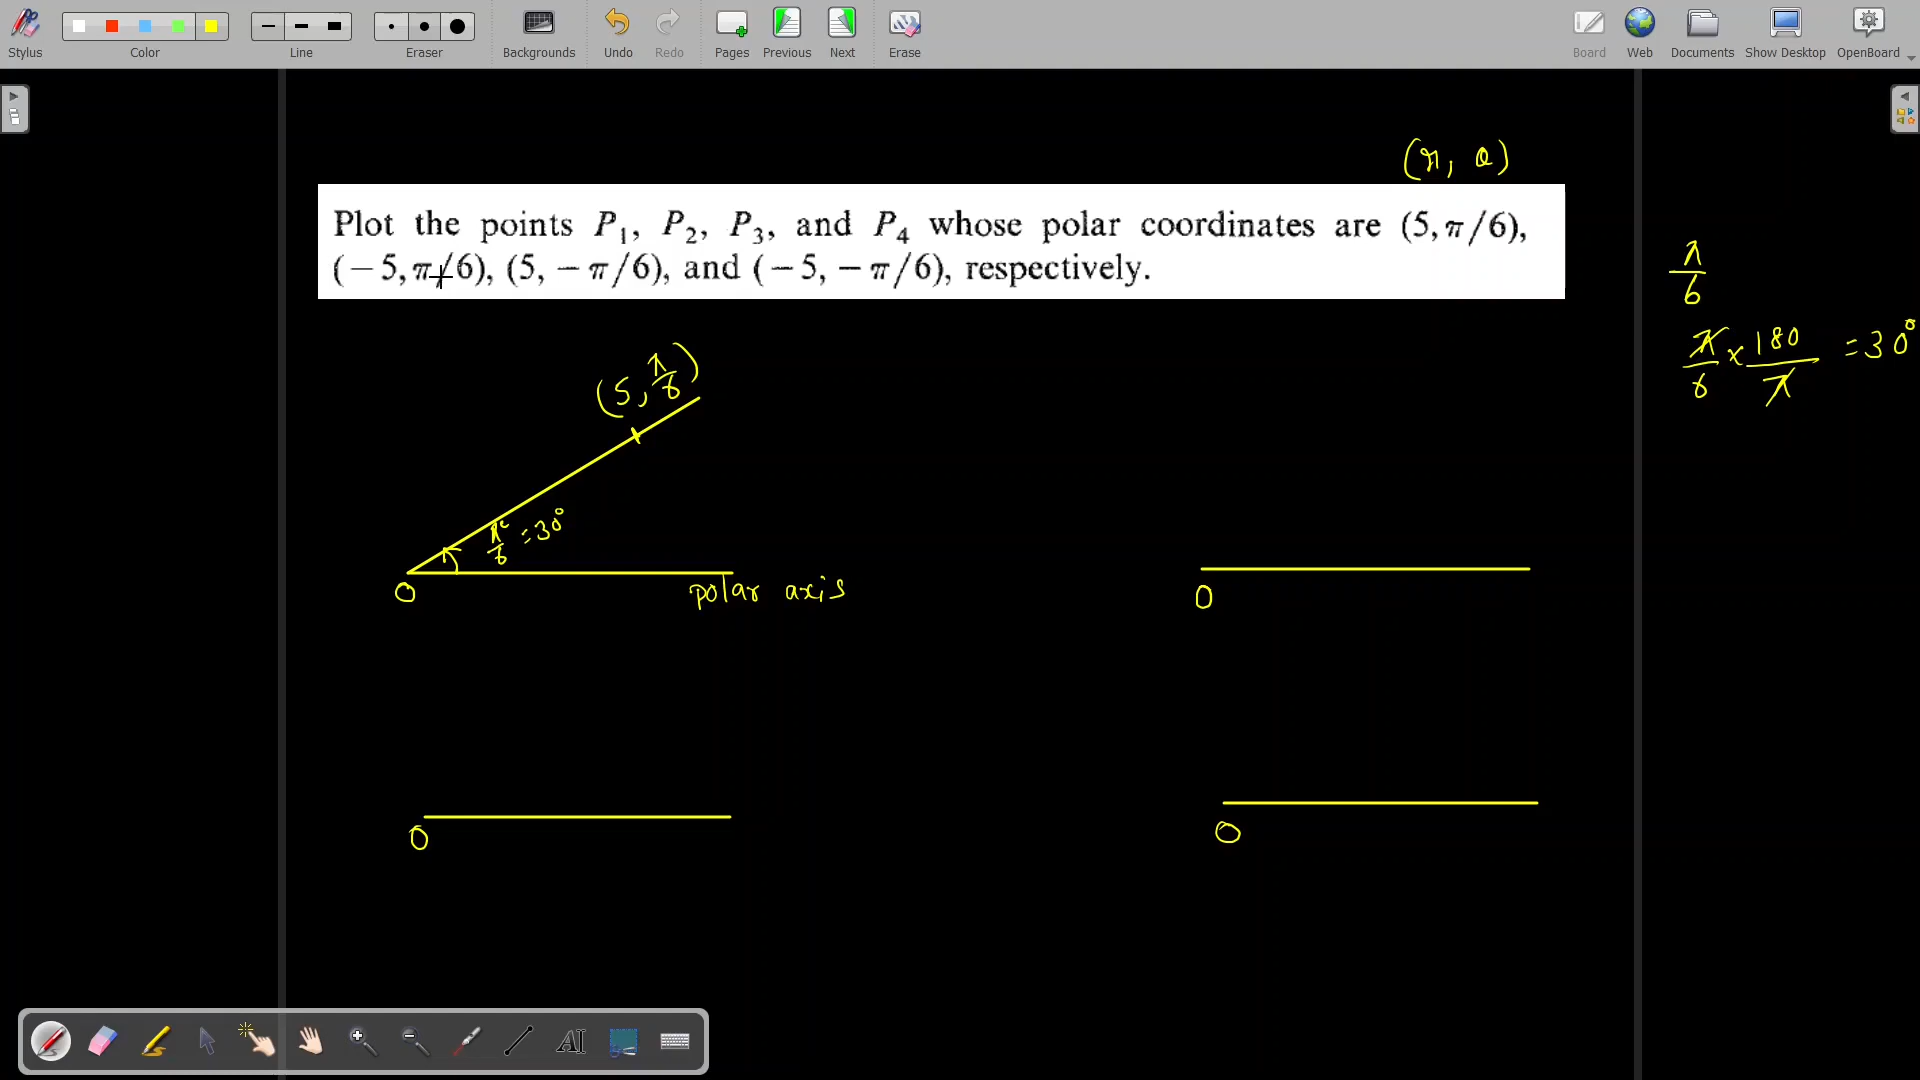 Stylus Color Line Eraser Backgrounds Undo Redo Pages Previous Next Erase Board Web Documents Show Desktop OpenBoard
(r, θ)
Plot the points P₁, P₂, P₃, and P₄ whose polar coordinates are (5, π/6),
(−5, π/6), (5, −π/6), and (−5, −π/6), respectively.
π/6
π/6 × 180/π = 30°
(5, π/6)
πᶜ/6 = 30°
O polar axis
O
O
O
AI